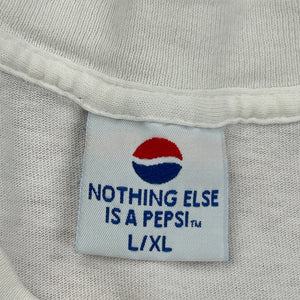 NOTHING ELSE
IS A PEPSI™
L/XL